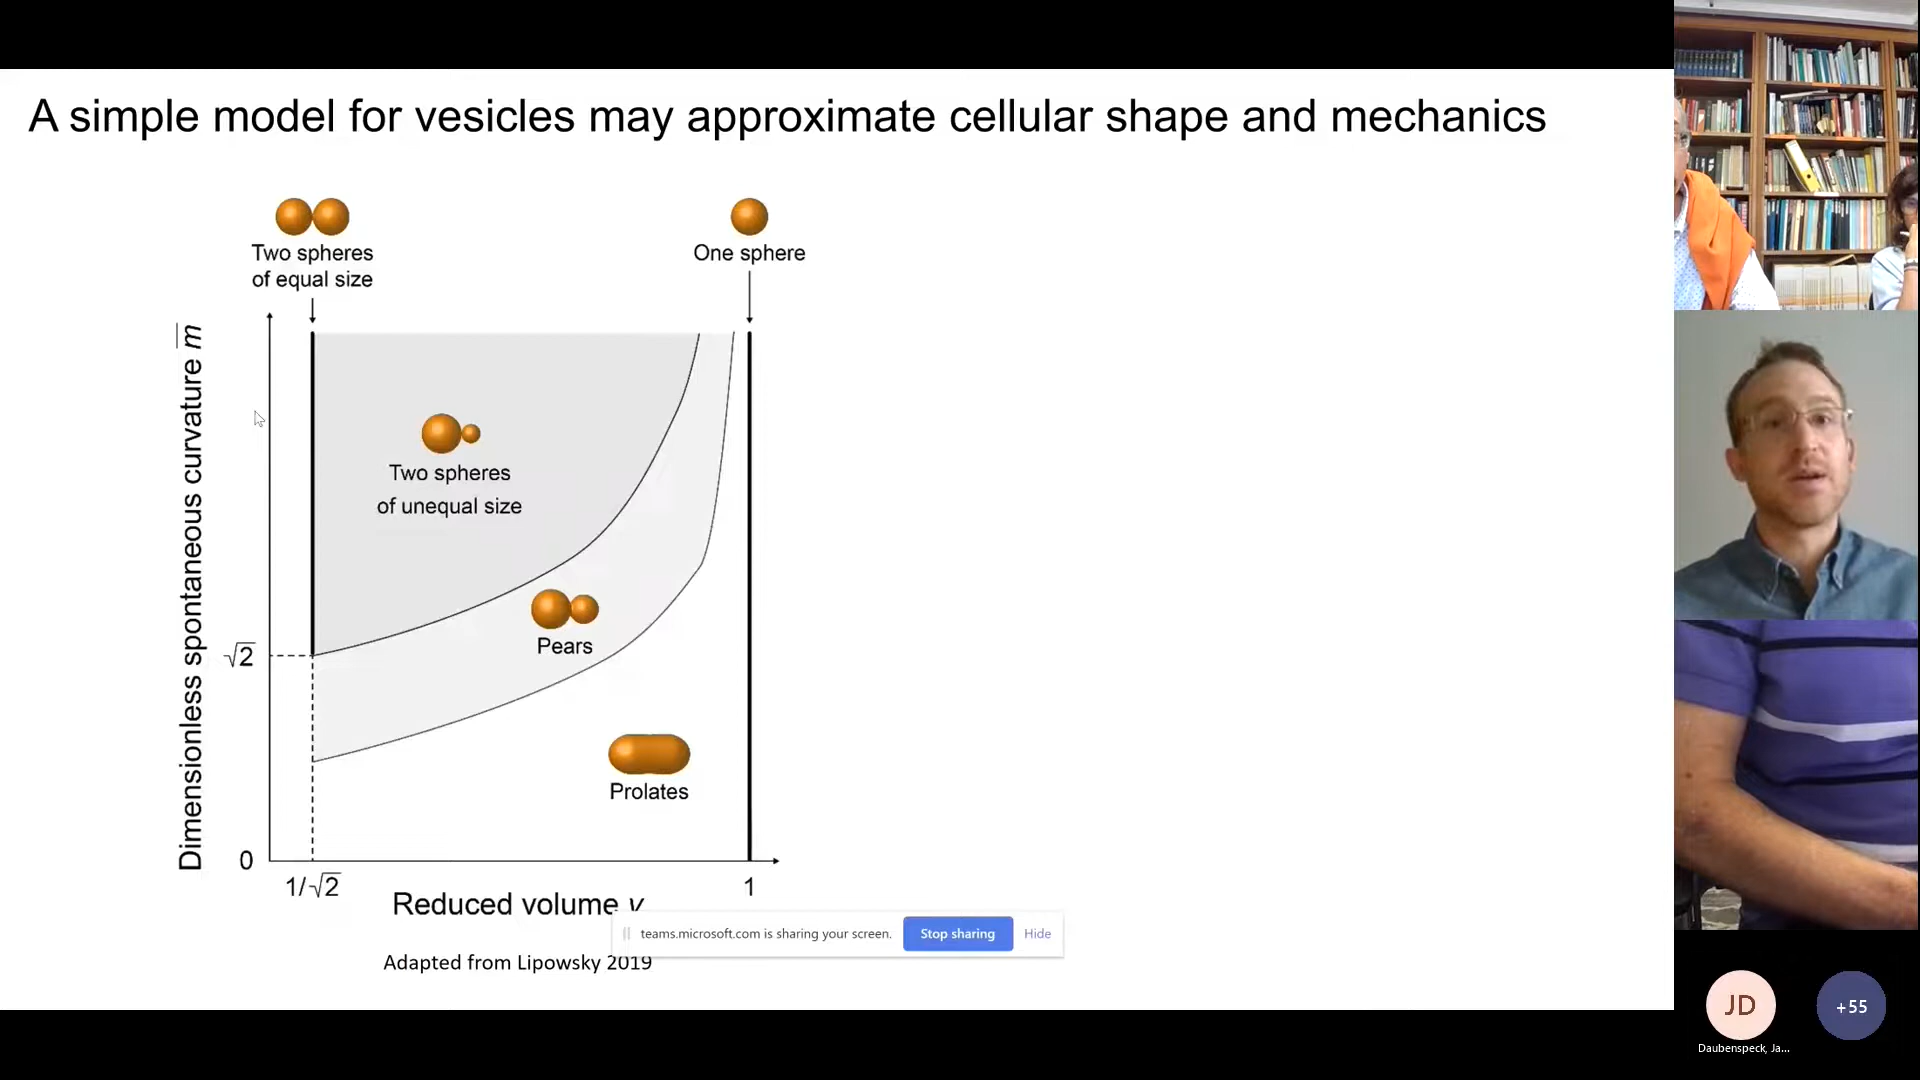 A simple model for vesicles may approximate cellular shape and mechanics
Two spheres
of equal size
One sphere
Dimensionless spontaneous curvature m̅
Two spheres
of unequal size
Pears
√2
Prolates
0
1/√2
1
Reduced volume v
teams.microsoft.com is sharing your screen.
Stop sharing
Hide
Adapted from Lipowsky 2019
JD
+55
Daubenspeck, Ja...